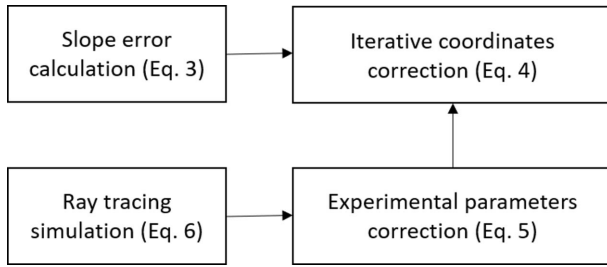 Slope error
calculation (Eq. 3)
Iterative coordinates
correction (Eq. 4)
Ray tracing
simulation (Eq. 6)
Experimental parameters
correction (Eq. 5)